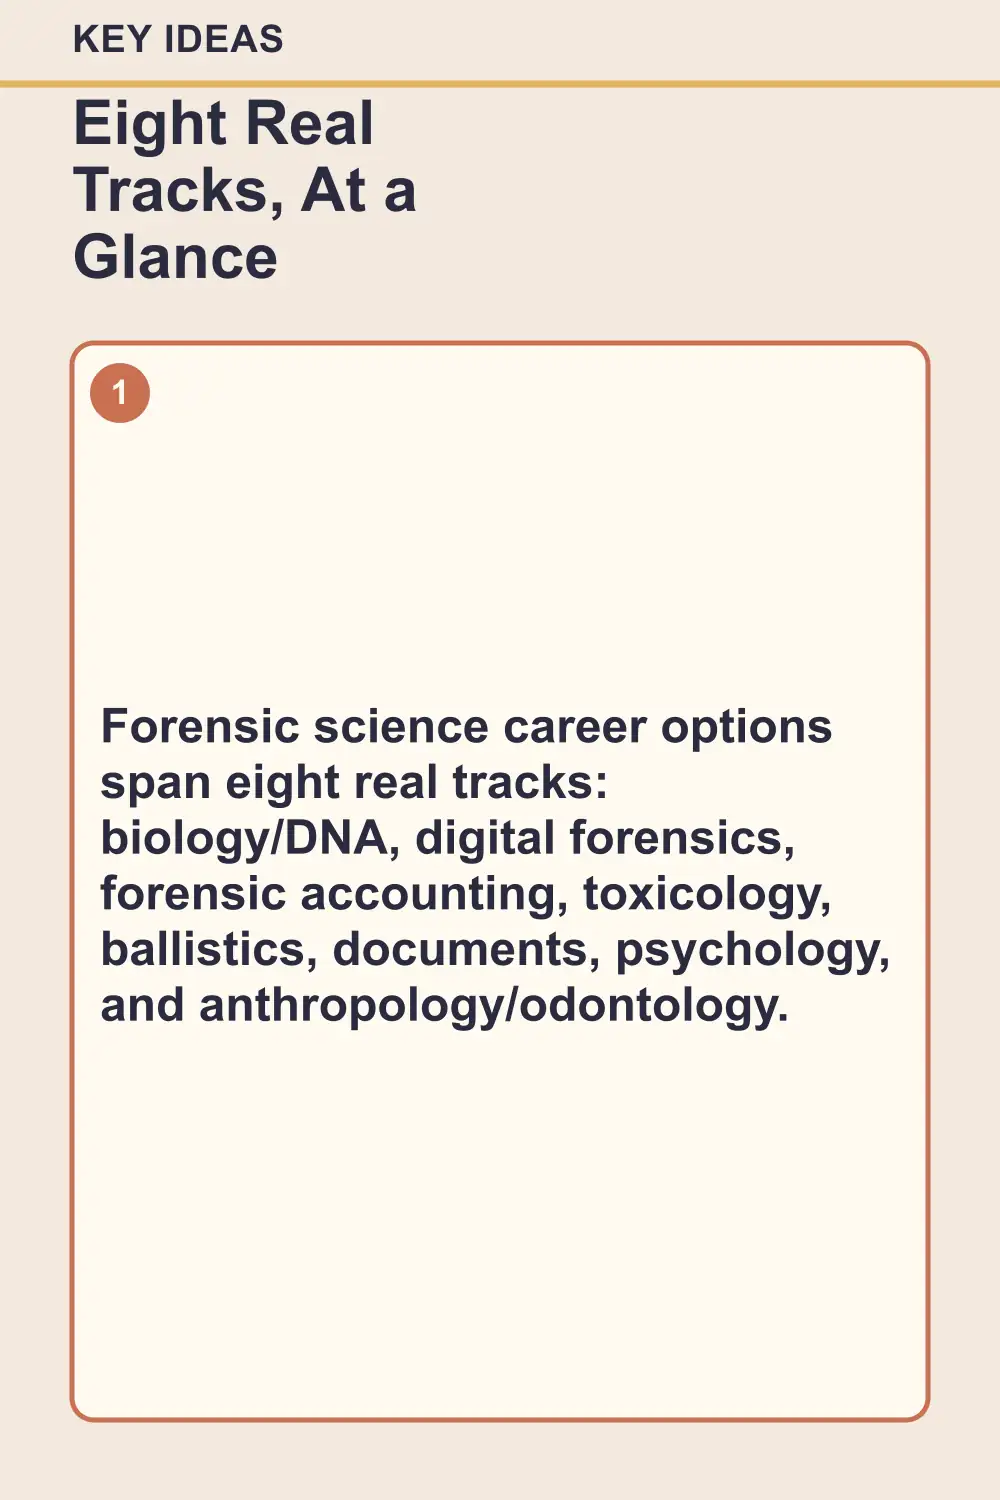 KEY IDEAS
Eight Real
Tracks, At a
Glance
1
Forensic science career options
span eight real tracks:
biology/DNA, digital forensics,
forensic accounting, toxicology,
ballistics, documents, psychology,
and anthropology/odontology.